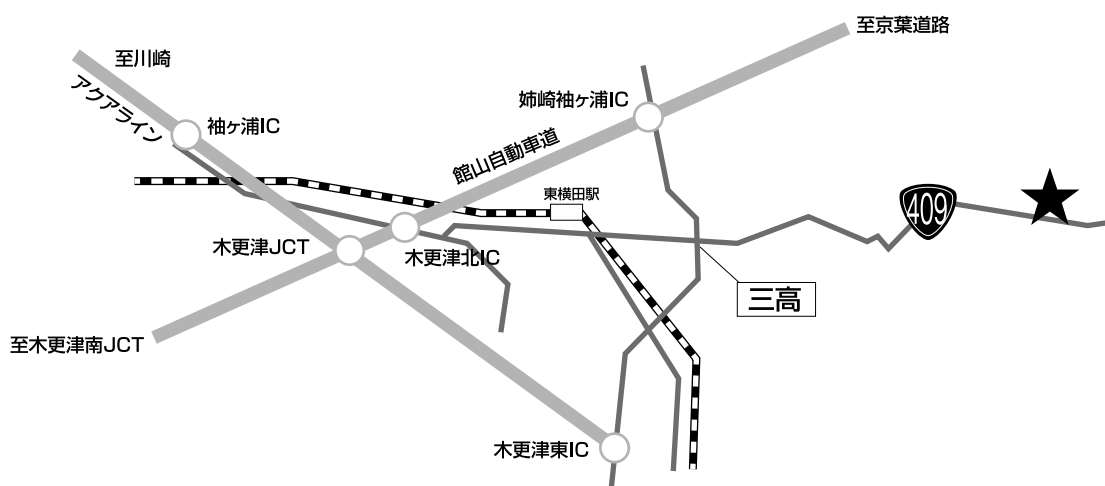 至京葉道路
至川崎
アクアライン
袖ヶ浦IC
姉崎袖ヶ浦IC
館山自動車道
東横田駅
409
木更津JCT
木更津北IC
三高
至木更津南JCT
木更津東IC